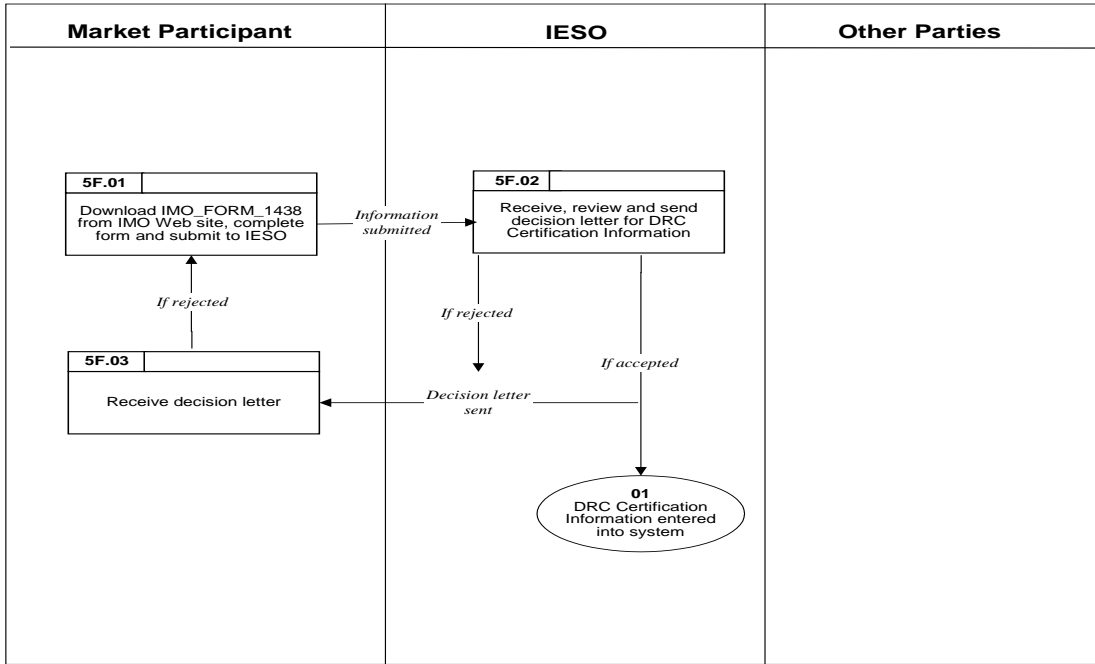 Market Participant
IESO
Other Parties
5F.01
Download IMO_FORM_1438
from IMO Web site, complete
form and submit to IESO
Information
submitted
5F.02
Receive, review and send
decision letter for DRC
Certification Information
If rejected
If rejected
If accepted
5F.03
Receive decision letter
Decision letter
sent
01
DRC Certification
Information entered
into system